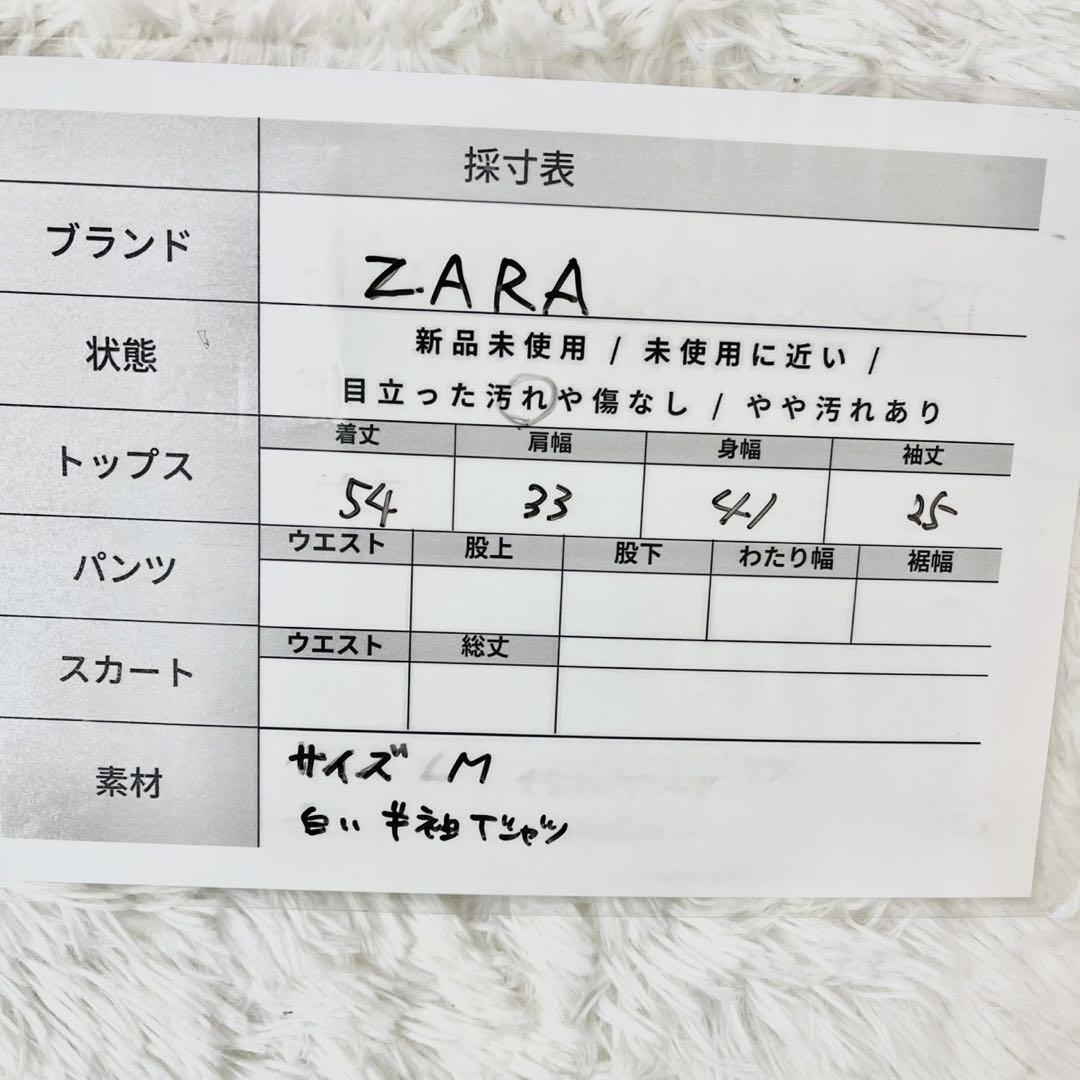 採寸表
ブランド ZARA
状態 新品未使用 / 未使用に近い /
目立った汚れや傷なし / やや汚れあり
トップス 着丈 肩幅 身幅 袖丈
54 33 41 25
パンツ ウエスト 股上 股下 わたり幅 裾幅
スカート ウエスト 総丈
素材 サイズ M
白い半袖Tシャツ